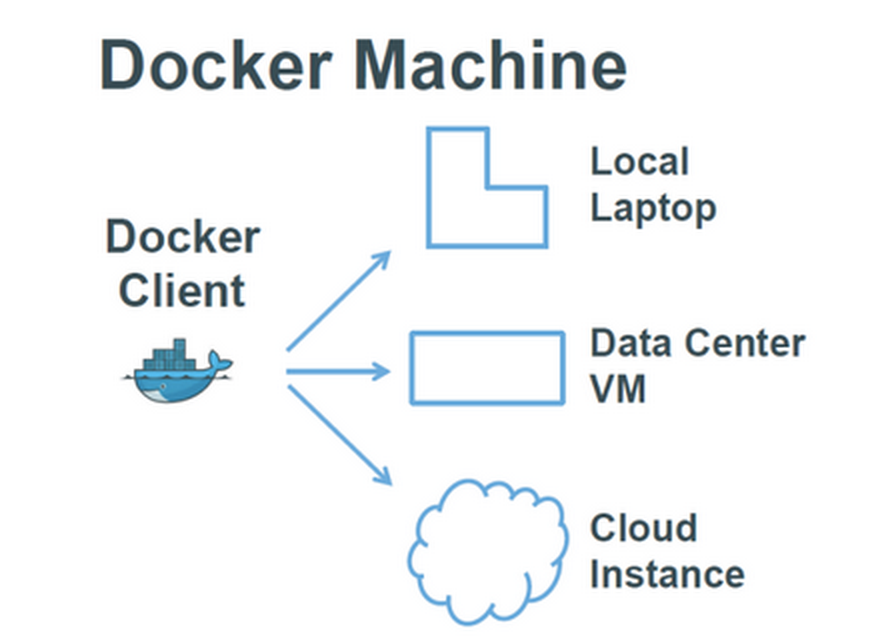 Docker Machine
Local
Laptop
Docker
Client
Data Center
VM
Cloud
Instance